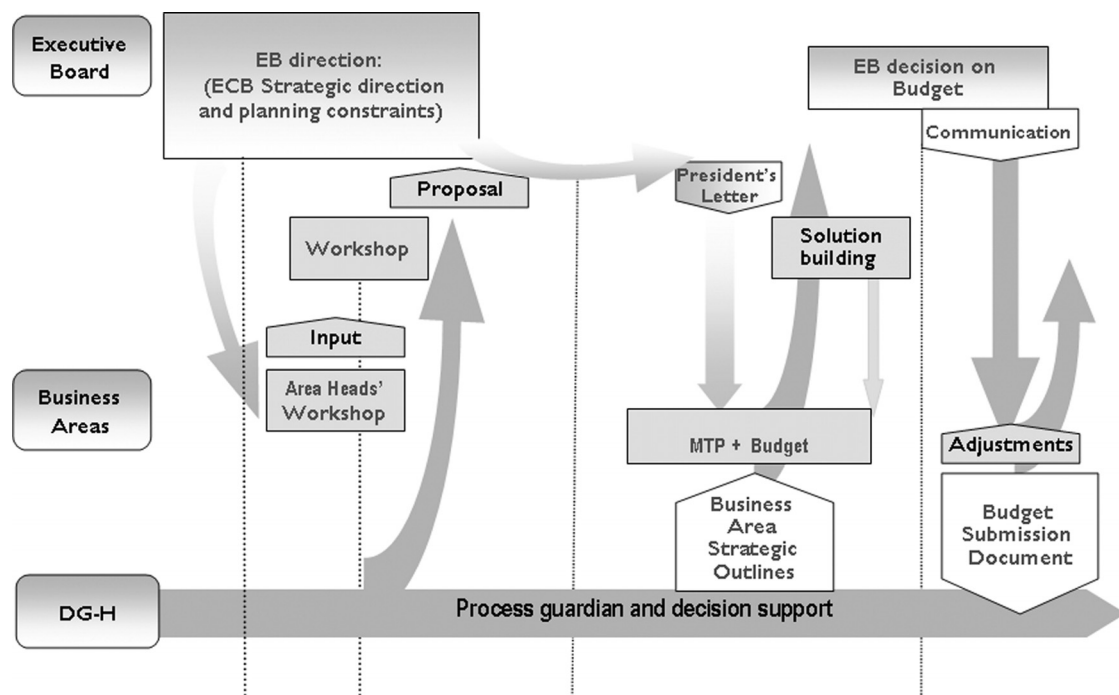 Executive
Board
EB direction:
(ECB Strategic direction
and planning constraints)
EB decision on
Budget
Communication
Proposal
President's
Letter
Workshop
Solution
building
Input
Area Heads'
Workshop
Business
Areas
MTP + Budget
Adjustments
Business
Area
Strategic
Outlines
Budget
Submission
Document
DG-H
Process guardian and decision support